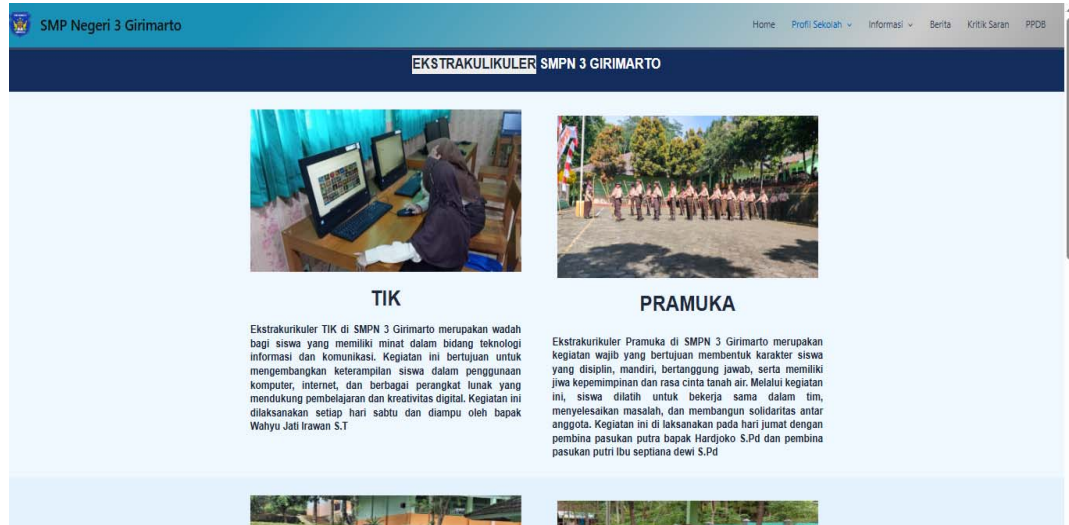 SMP Negeri 3 Girimarto
Home Profil Sekolah Informasi Berita Kritik Saran PPDB
EKSTRAKULIKULER SMPN 3 GIRIMARTO
TIK
Ekstrakurikuler TIK di SMPN 3 Girimarto merupakan wadah
bagi siswa yang memiliki minat dalam bidang teknologi
informasi dan komunikasi. Kegiatan ini bertujuan untuk
mengembangkan keterampilan siswa dalam penggunaan
komputer, internet, dan berbagai perangkat lunak yang
mendukung pembelajaran dan kreativitas digital. Kegiatan ini
dilaksanakan setiap hari sabtu dan diampu oleh bapak
Wahyu Jati Irawan S.T
PRAMUKA
Ekstrakurikuler Pramuka di SMPN 3 Girimarto merupakan
kegiatan wajib yang bertujuan membentuk karakter siswa
yang disiplin, mandiri, bertanggung jawab, serta memiliki
jiwa kepemimpinan dan rasa cinta tanah air. Melalui kegiatan
ini, siswa dilatih untuk bekerja sama dalam tim,
menyelesaikan masalah, dan membangun solidaritas antar
anggota. Kegiatan ini di laksanakan pada hari jumat dengan
pembina pasukan putra bapak Hardjoko S.Pd dan pembina
pasukan putri Ibu septiana dewi S.Pd